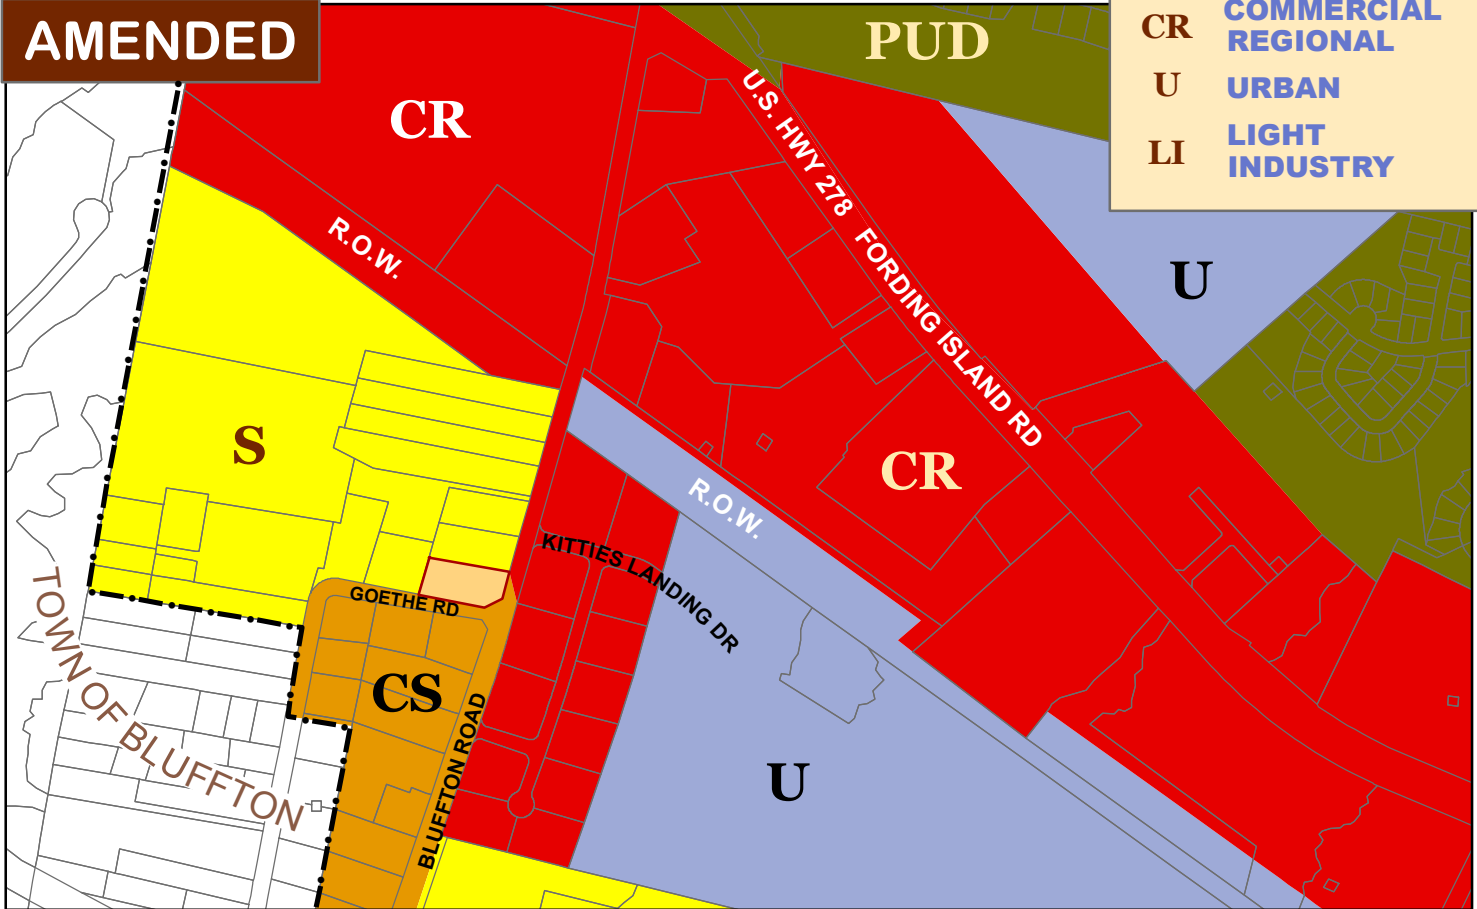 AMENDED
PUD
CR
COMMERCIAL
REGIONAL
U
URBAN
LI
LIGHT
INDUSTRY
CR
U.S. HWY 278 FORDING ISLAND RD
R.O.W.
U
S
CR
R.O.W.
KITTIES LANDING DR
GOETHE RD
TOWN OF BLUFFTON
CS
BLUFFTON ROAD
U